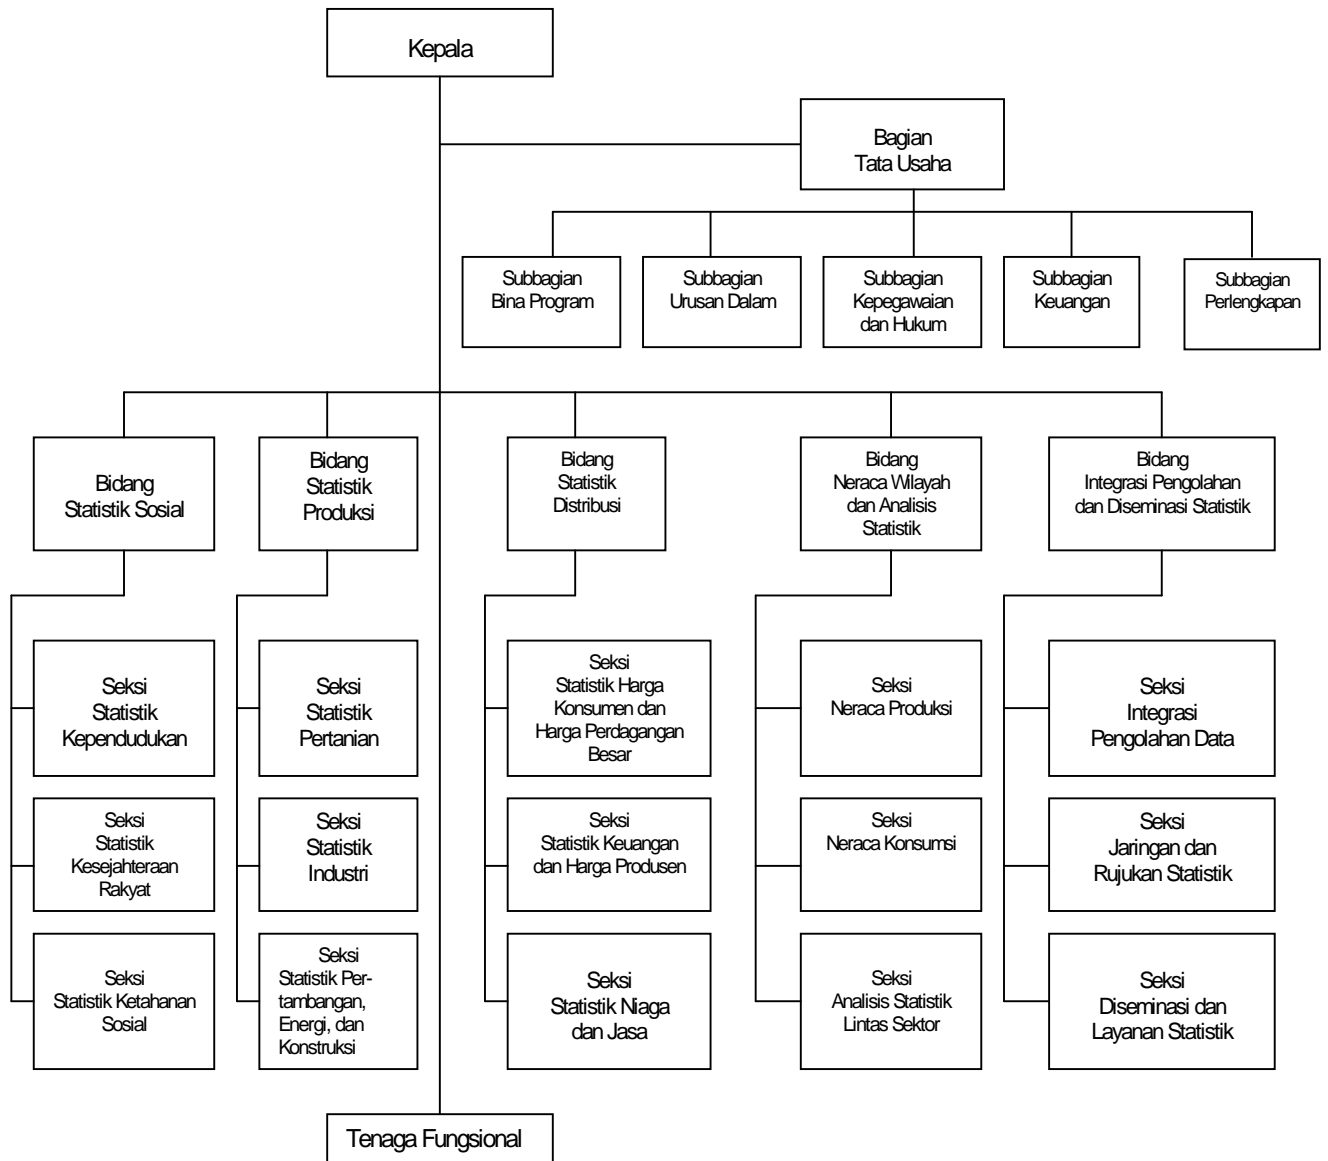 Kepala
Bagian
Tata Usaha
Subbagian
Bina Program
Subbagian
Urusan Dalam
Subbagian
Kepegawaian
dan Hukum
Subbagian
Keuangan
Subbagian
Perlengkapan
Bidang
Statistik Sosial
Bidang
Statistik
Produksi
Bidang
Statistik
Distribusi
Bidang
Neraca Wilayah
dan Analisis
Statistik
Bidang
Integrasi Pengolahan
dan Diseminasi Statistik
Seksi
Statistik
Kependudukan
Seksi
Statistik
Pertanian
Seksi
Statistik Harga
Konsumen dan
Harga Perdagangan
Besar
Seksi
Neraca Produksi
Seksi
Integrasi
Pengolahan Data
Seksi
Statistik
Kesejahteraan
Rakyat
Seksi
Statistik
Industri
Seksi
Statistik Keuangan
dan Harga Produsen
Seksi
Neraca Konsumsi
Seksi
Jaringan dan
Rujukan Statistik
Seksi
Statistik Ketahanan
Sosial
Seksi
Statistik Per-
tambangan,
Energi, dan
Konstruksi
Seksi
Statistik Niaga
dan Jasa
Seksi
Analisis Statistik
Lintas Sektor
Seksi
Diseminasi dan
Layanan Statistik
Tenaga Fungsional